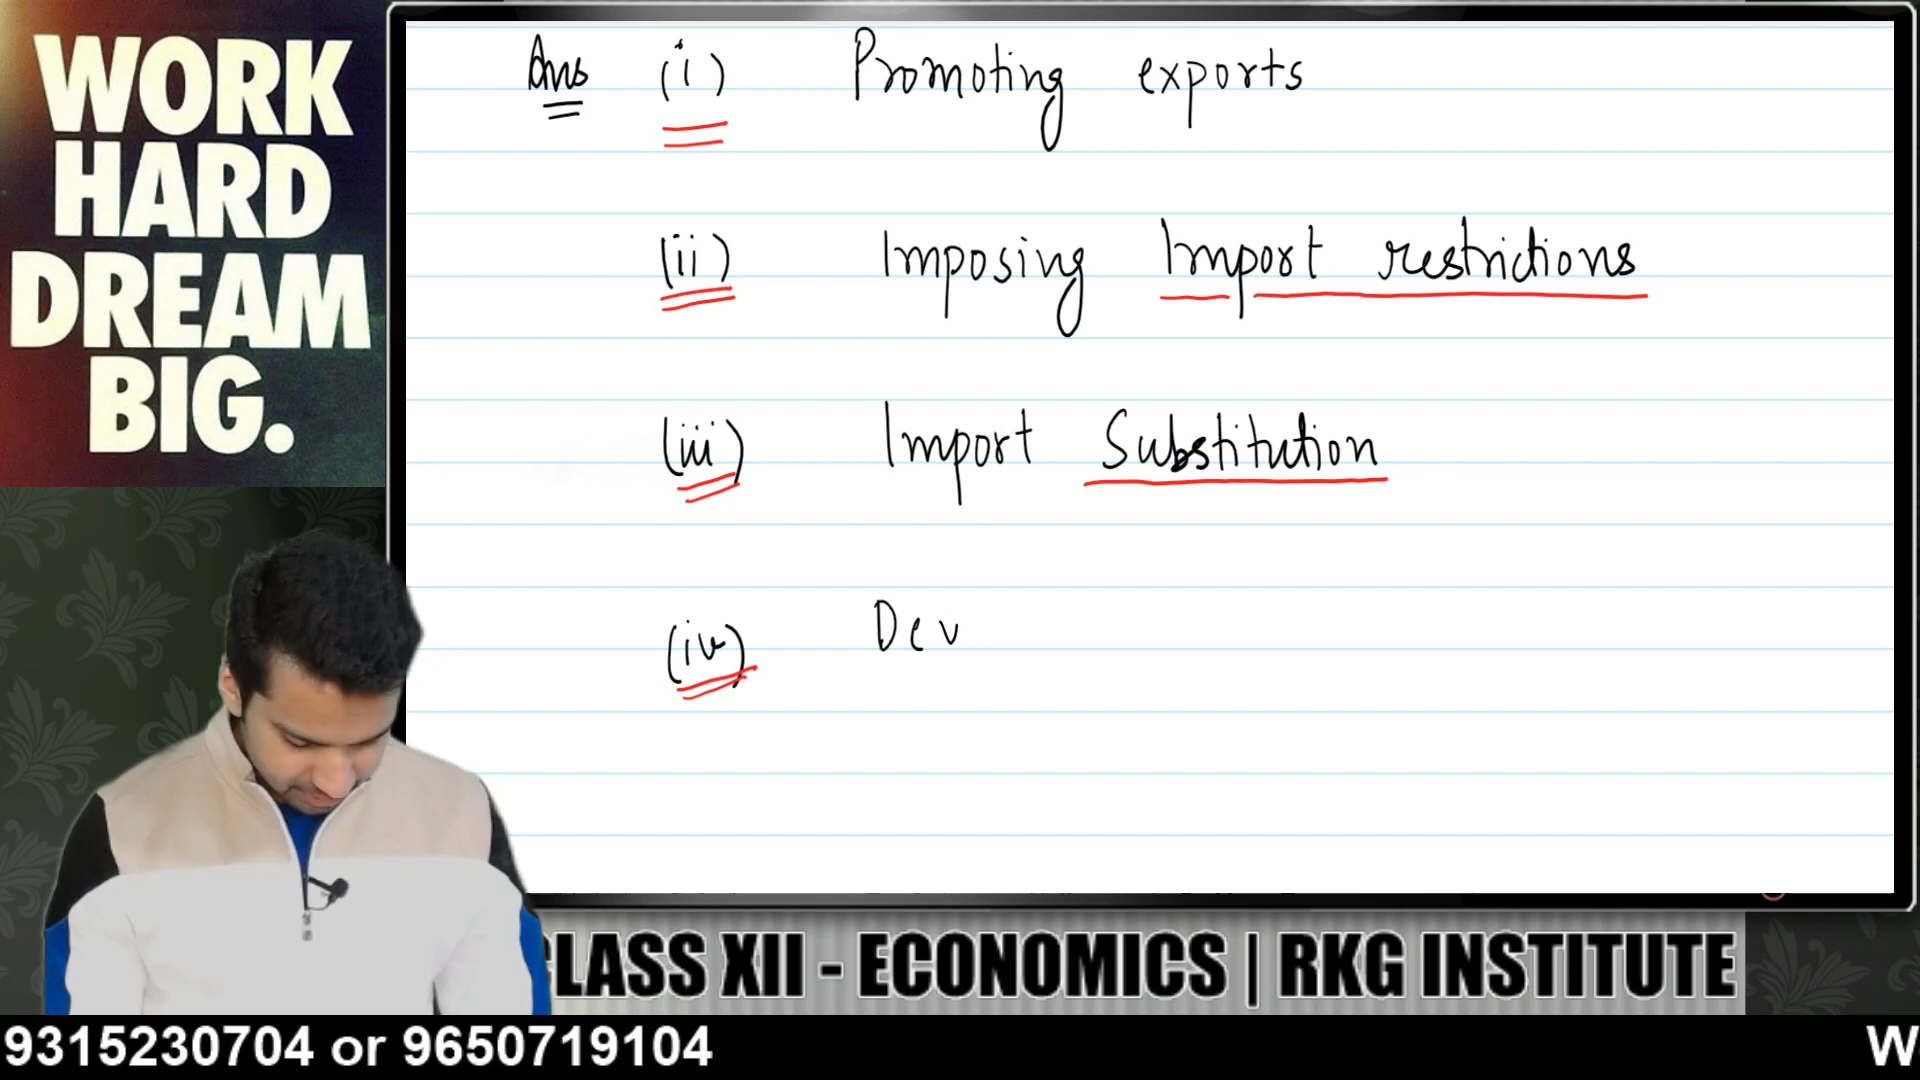 WORK
HARD
DREAM
BIG.
Ans (i) Promoting exports
(ii) Imposing Import restrictions
(iii) Import Substitution
(iv) Dev
CLASS XII - ECONOMICS | RKG INSTITUTE
9315230704 or 9650719104 W